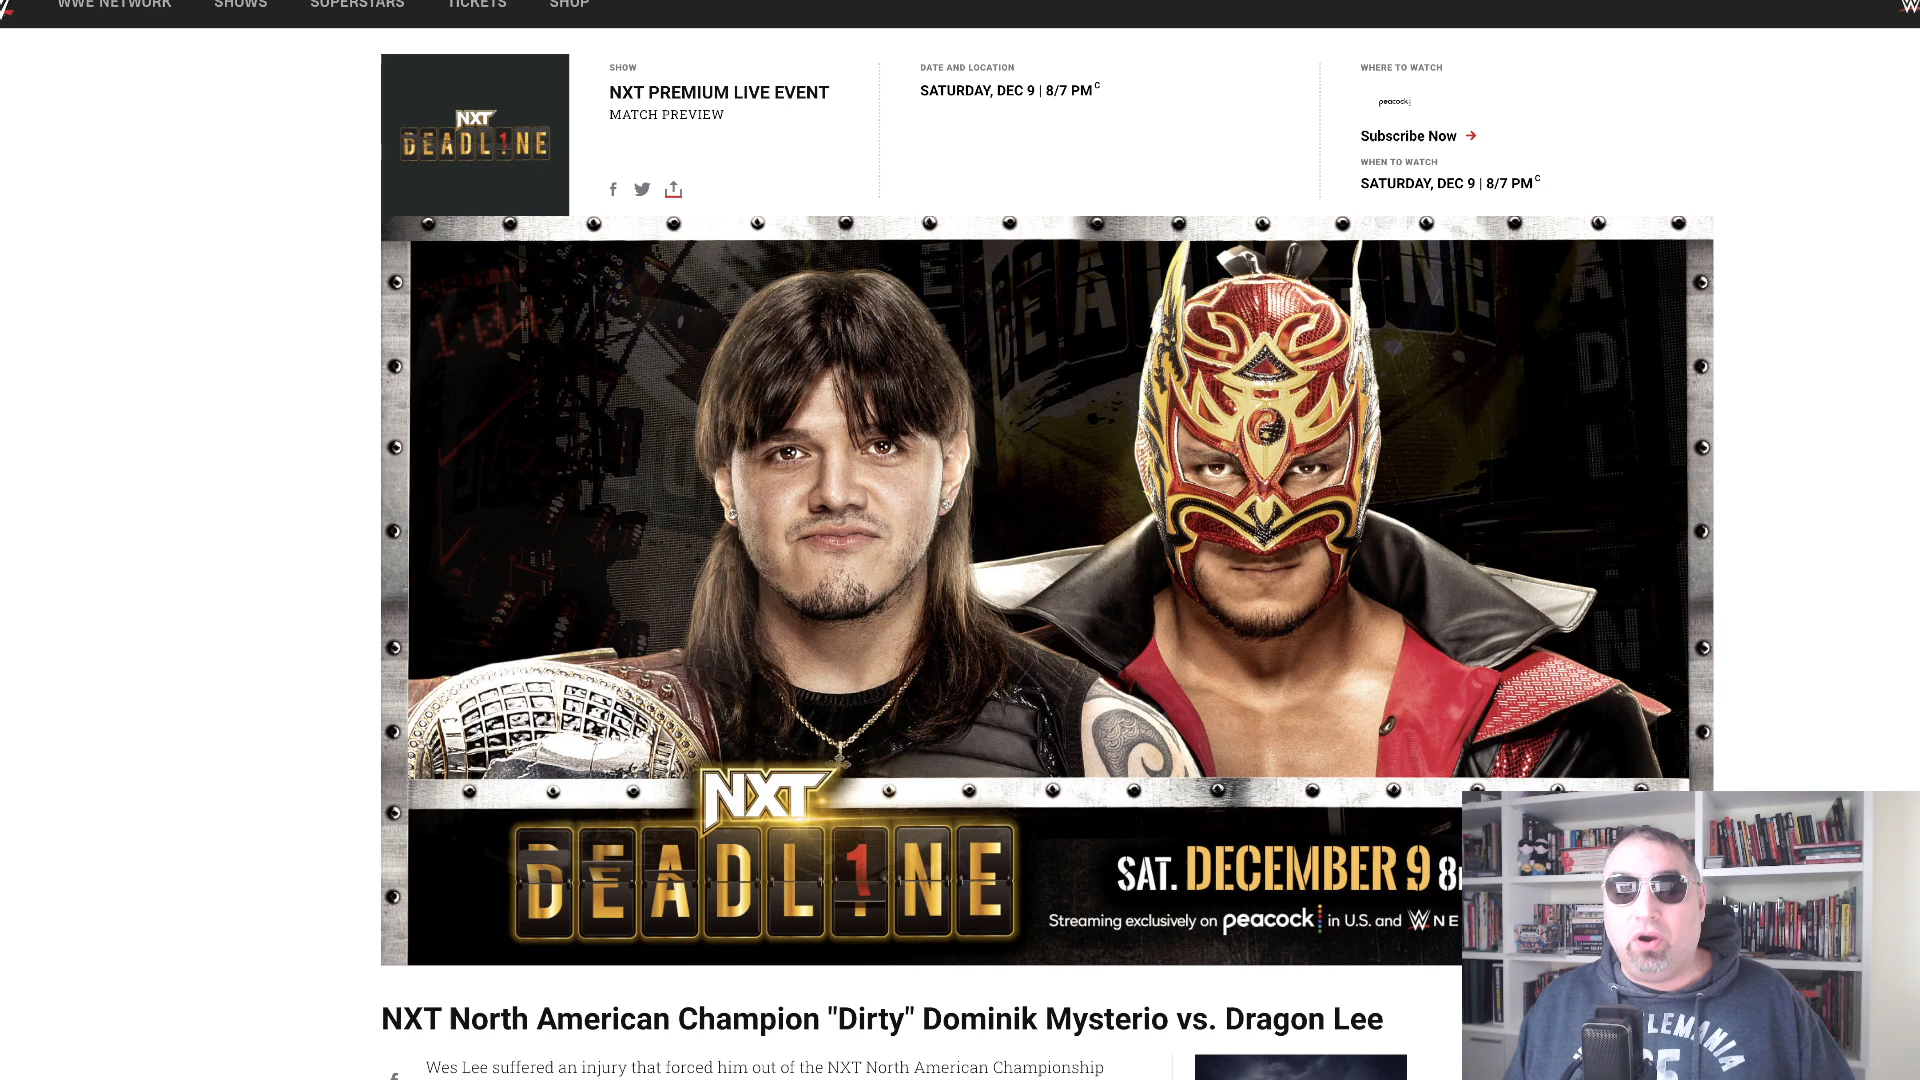 WWE NETWORK SHOWS SUPERSTARS TICKETS SHOP
NXT
DEADL1NE
SHOW
NXT PREMIUM LIVE EVENT
MATCH PREVIEW
DATE AND LOCATION
SATURDAY, DEC 9 | 8/7 PM C
WHERE TO WATCH
peacock
Subscribe Now
WHEN TO WATCH
SATURDAY, DEC 9 | 8/7 PM C
NXT
DEADL1NE
SAT. DECEMBER 9 8
Streaming exclusively on peacock in U.S. and W NE
NXT North American Champion "Dirty" Dominik Mysterio vs. Dragon Lee
Wes Lee suffered an injury that forced him out of the NXT North American Championship
LEMANIA